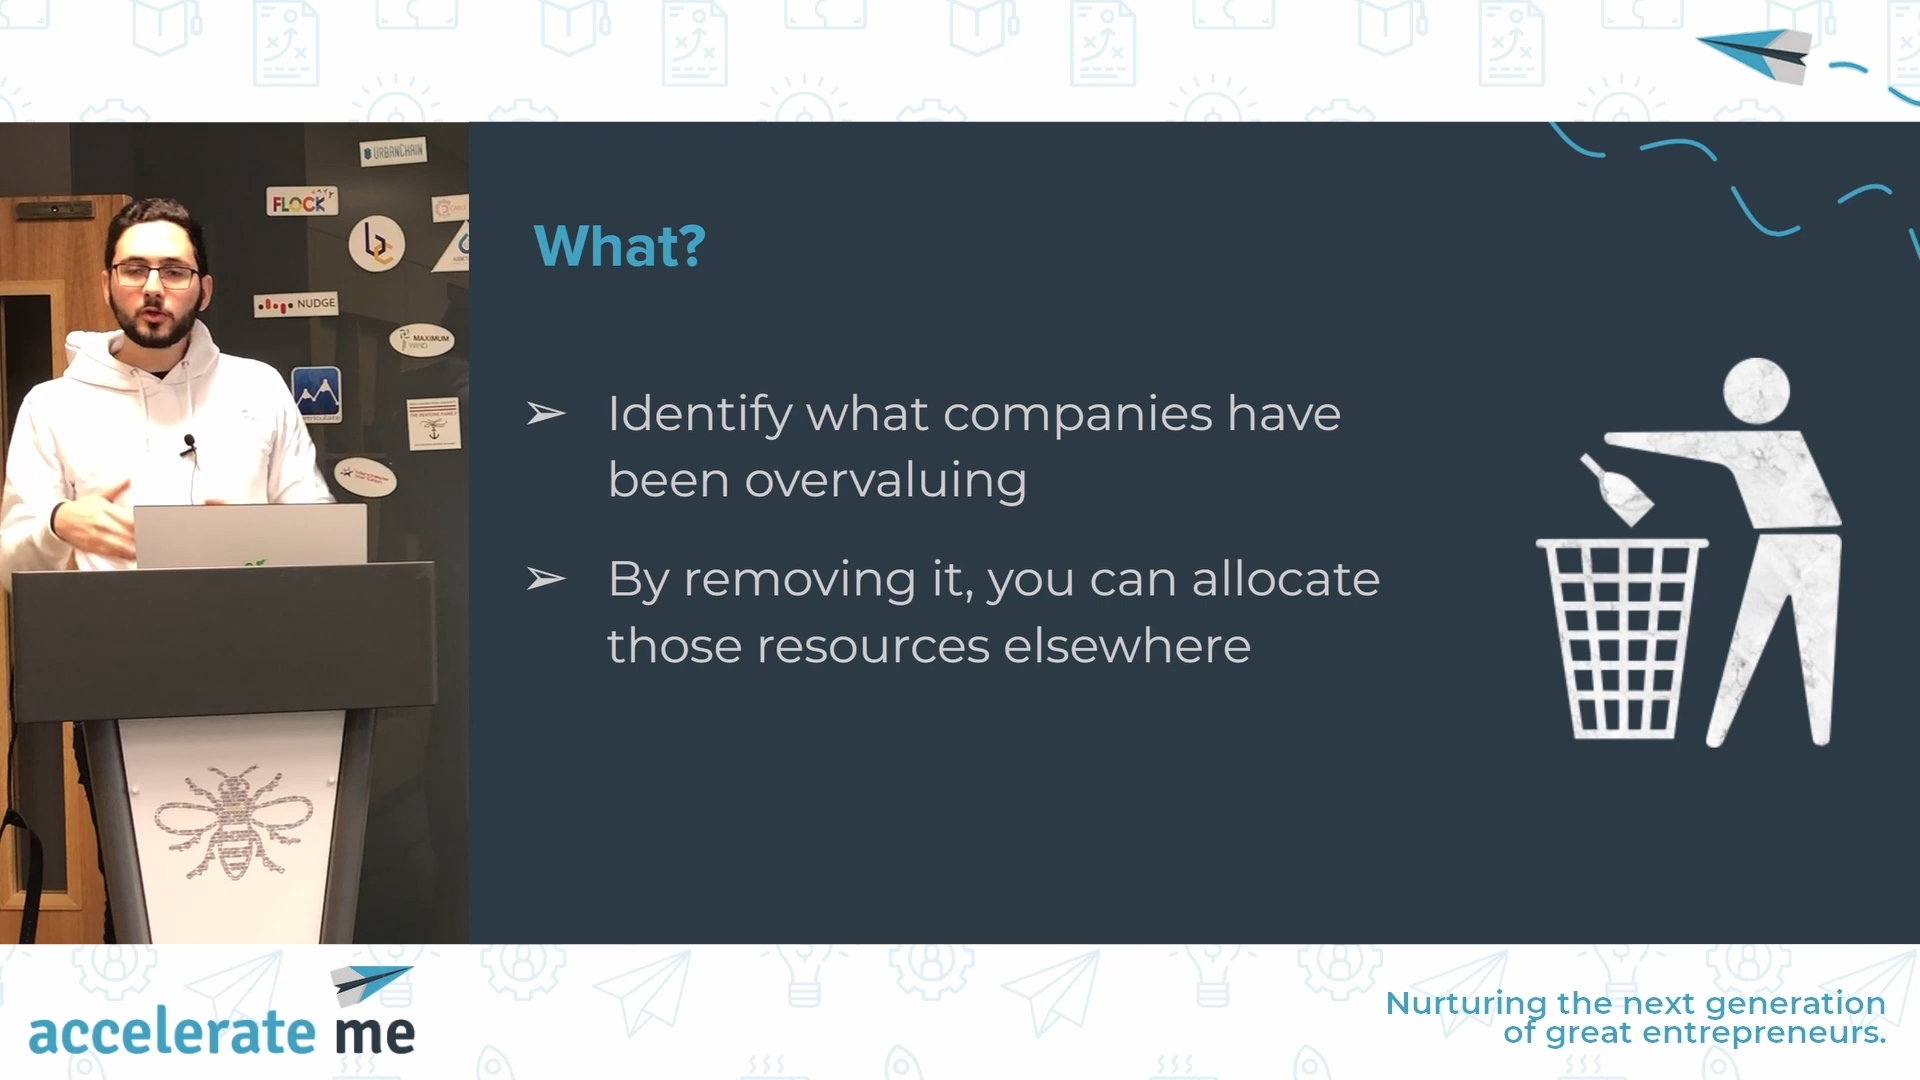 URBANCHAIN
FLOCK
NUDGE
MAXIMUM
WIND
What?
➢ Identify what companies have
been overvaluing
➢ By removing it, you can allocate
those resources elsewhere
accelerate me
Nurturing the next generation
of great entrepreneurs.